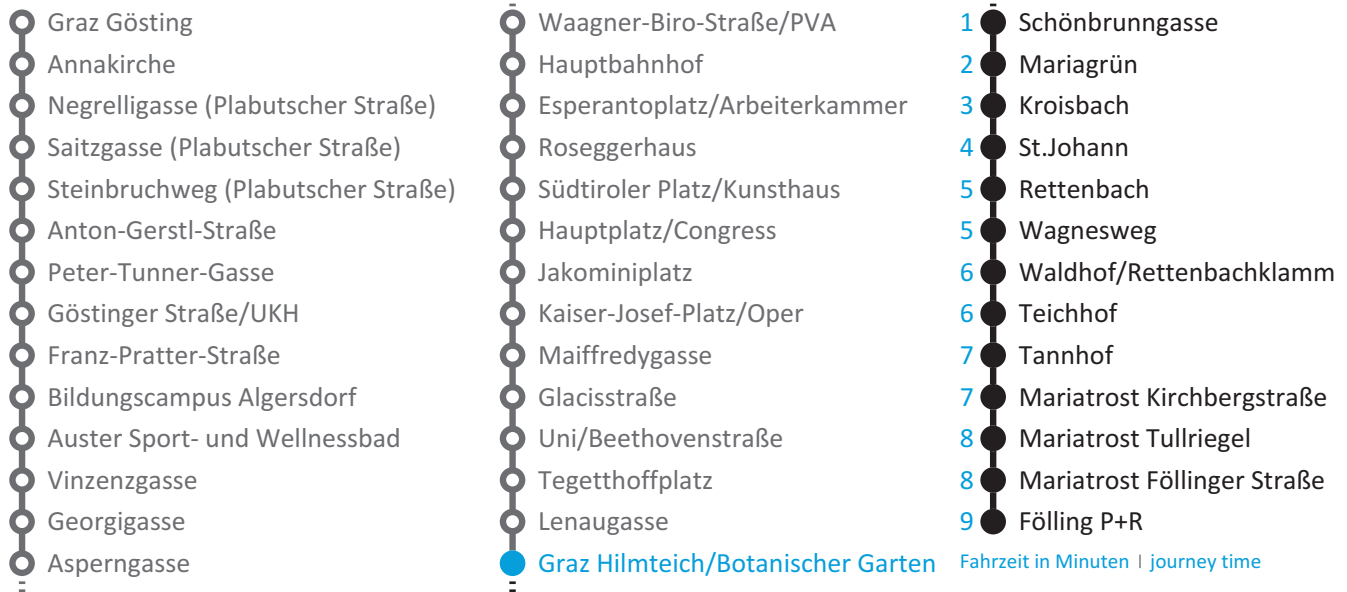 Graz Gösting
Annakirche
Negrelligasse (Plabutscher Straße)
Saitzgasse (Plabutscher Straße)
Steinbruchweg (Plabutscher Straße)
Anton-Gerstl-Straße
Peter-Tunner-Gasse
Göstinger Straße/UKH
Franz-Pratter-Straße
Bildungscampus Algersdorf
Auster Sport- und Wellnessbad
Vinzenzgasse
Georgigasse
Asperngasse
Waagner-Biro-Straße/PVA
Hauptbahnhof
Esperantoplatz/Arbeiterkammer
Roseggerhaus
Südtiroler Platz/Kunsthaus
Hauptplatz/Congress
Jakominiplatz
Kaiser-Josef-Platz/Oper
Maiffredygasse
Glacisstraße
Uni/Beethovenstraße
Tegetthoffplatz
Lenaugasse
Graz Hilmteich/Botanischer Garten
1 Schönbrunngasse
2 Mariagrün
3 Kroisbach
4 St.Johann
5 Rettenbach
5 Wagnesweg
6 Waldhof/Rettenbachklamm
6 Teichhof
7 Tannhof
7 Mariatrost Kirchbergstraße
8 Mariatrost Tullriegel
8 Mariatrost Föllinger Straße
9 Fölling P+R
Fahrzeit in Minuten | journey time